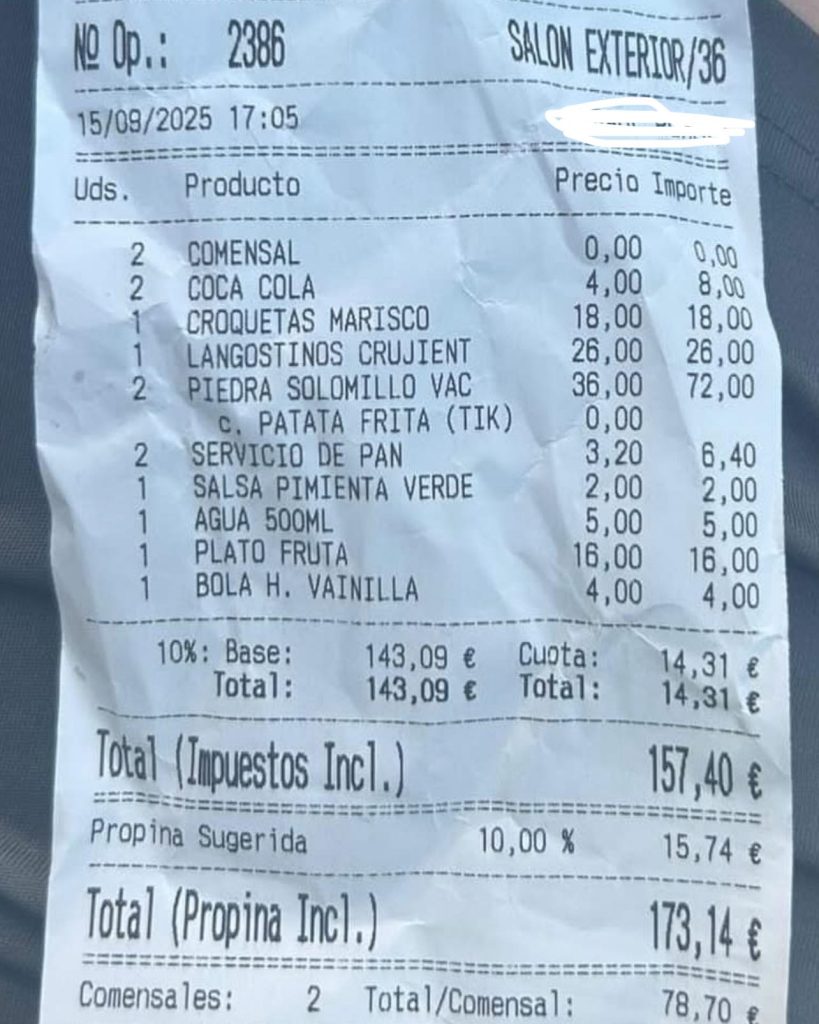 Nº Op.: 2386 SALON EXTERIOR/36
15/09/2025 17:05
Uds. Producto Precio Importe
2 COMENSAL 0,00 0,00
2 COCA COLA 4,00 8,00
1 CROQUETAS MARISCO 18,00 18,00
1 LANGOSTINOS CRUJIENT 26,00 26,00
2 PIEDRA SOLOMILLO VAC 36,00 72,00
c. PATATA FRITA (TIK) 0,00
2 SERVICIO DE PAN 3,20 6,40
1 SALSA PIMIENTA VERDE 2,00 2,00
1 AGUA 500ML 5,00 5,00
1 PLATO FRUTA 16,00 16,00
1 BOLA H. VAINILLA 4,00 4,00
10%: Base: 143,09 € Cuota: 14,31 €
Total: 143,09 € Total: 14,31 €
Total (Impuestos Incl.) 157,40 €
Propina Sugerida 10,00 % 15,74 €
Total (Propina Incl.) 173,14 €
Comensales: 2 Total/Comensal: 78,70 €